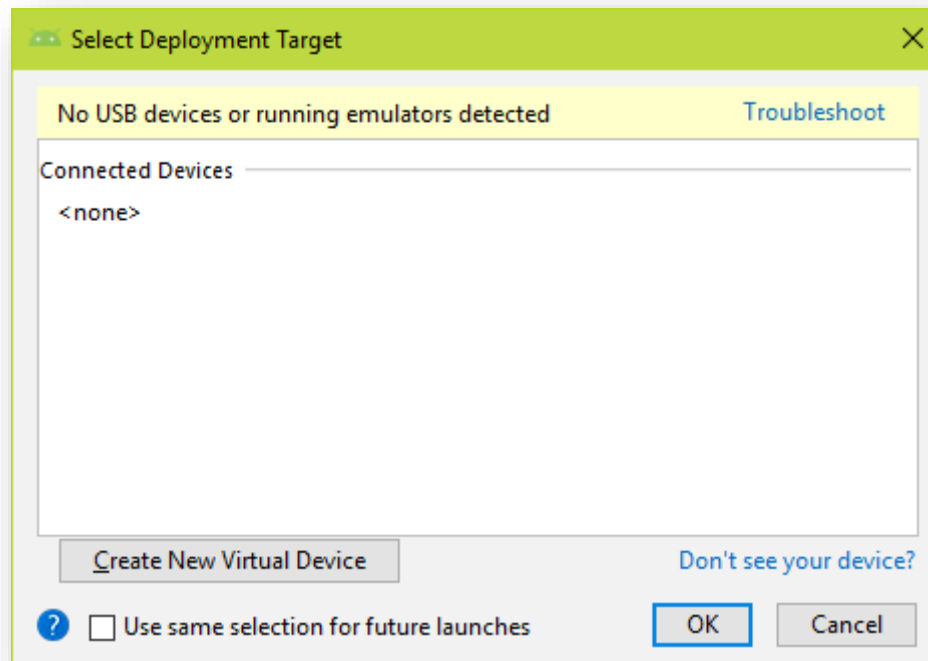 Select Deployment Target
No USB devices or running emulators detected Troubleshoot
Connected Devices
<none>
Create New Virtual Device Don't see your device?
? Use same selection for future launches OK Cancel